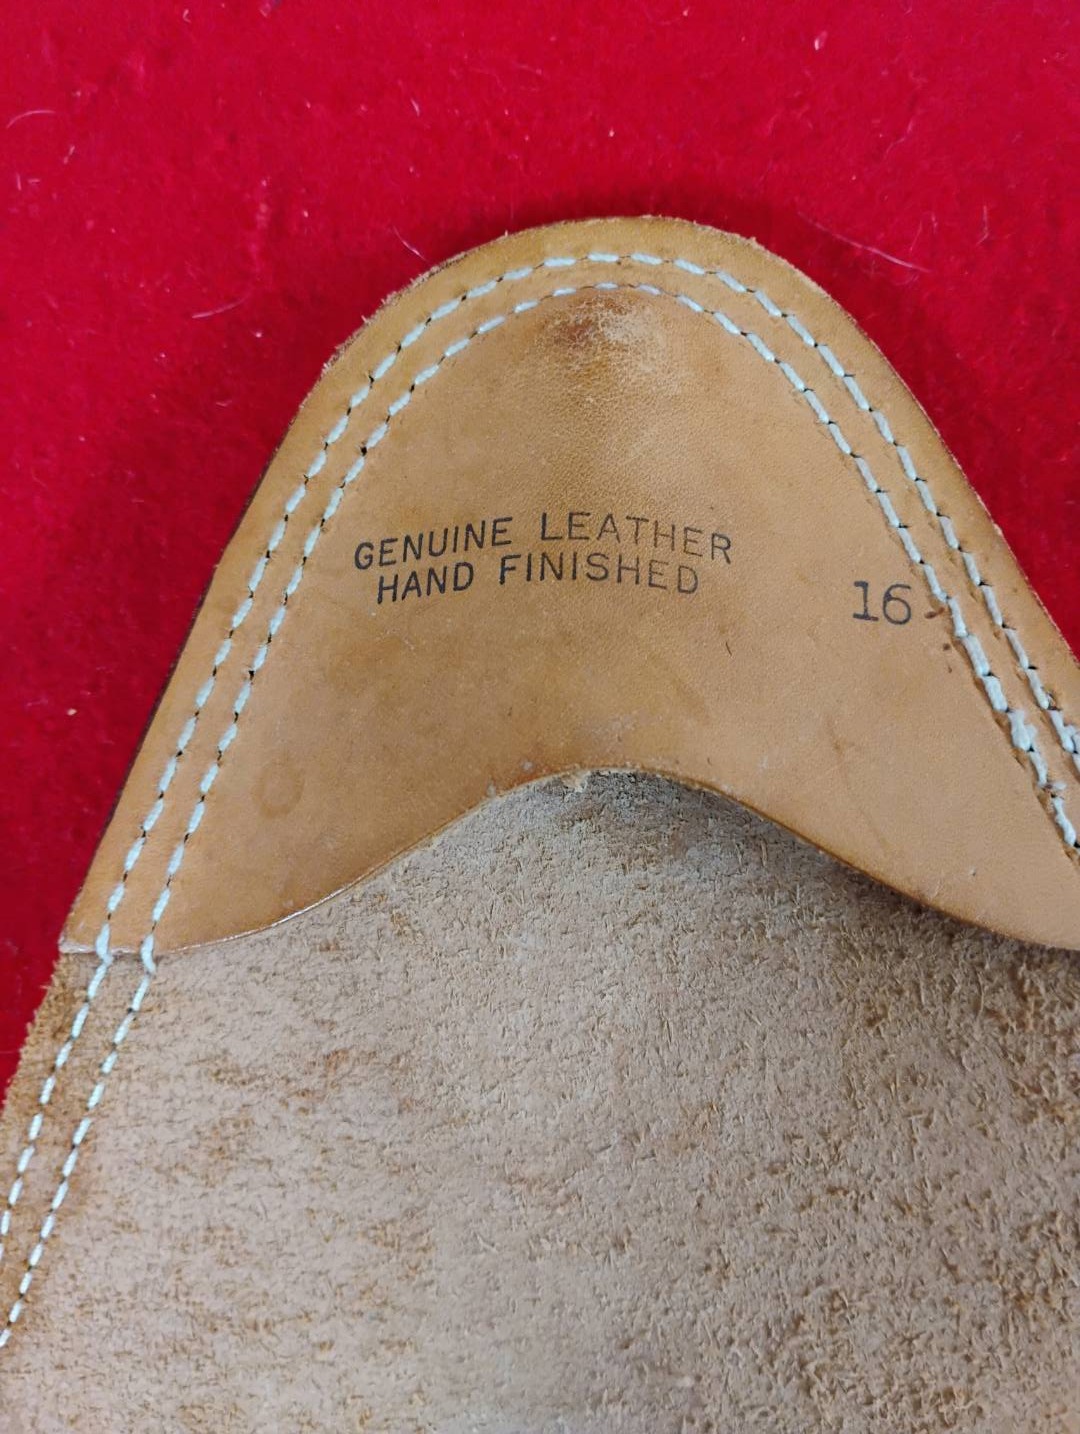 GENUINE LEATHER
HAND FINISHED
16